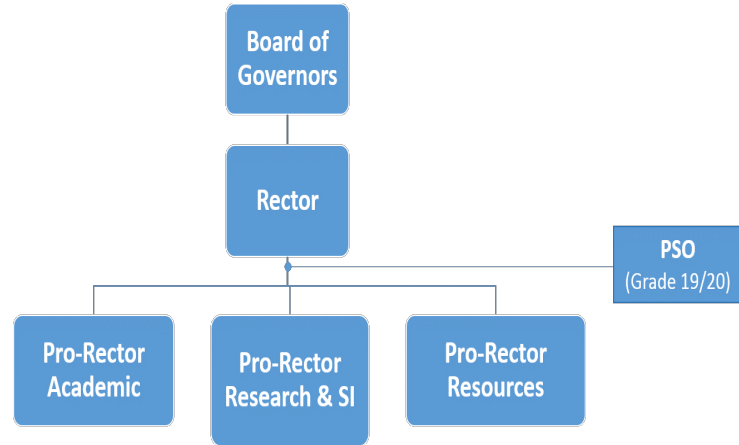 Board of
Governors
Rector
PSO
(Grade 19/20)
Pro-Rector
Academic
Pro-Rector
Research & SI
Pro-Rector
Resources